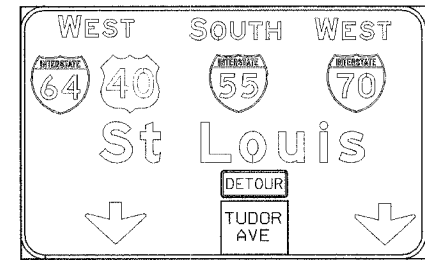 WEST SOUTH WEST
INTERSTATE 64 40 INTERSTATE 55 INTERSTATE 70
St Louis
DETOUR
TUDOR
AVE